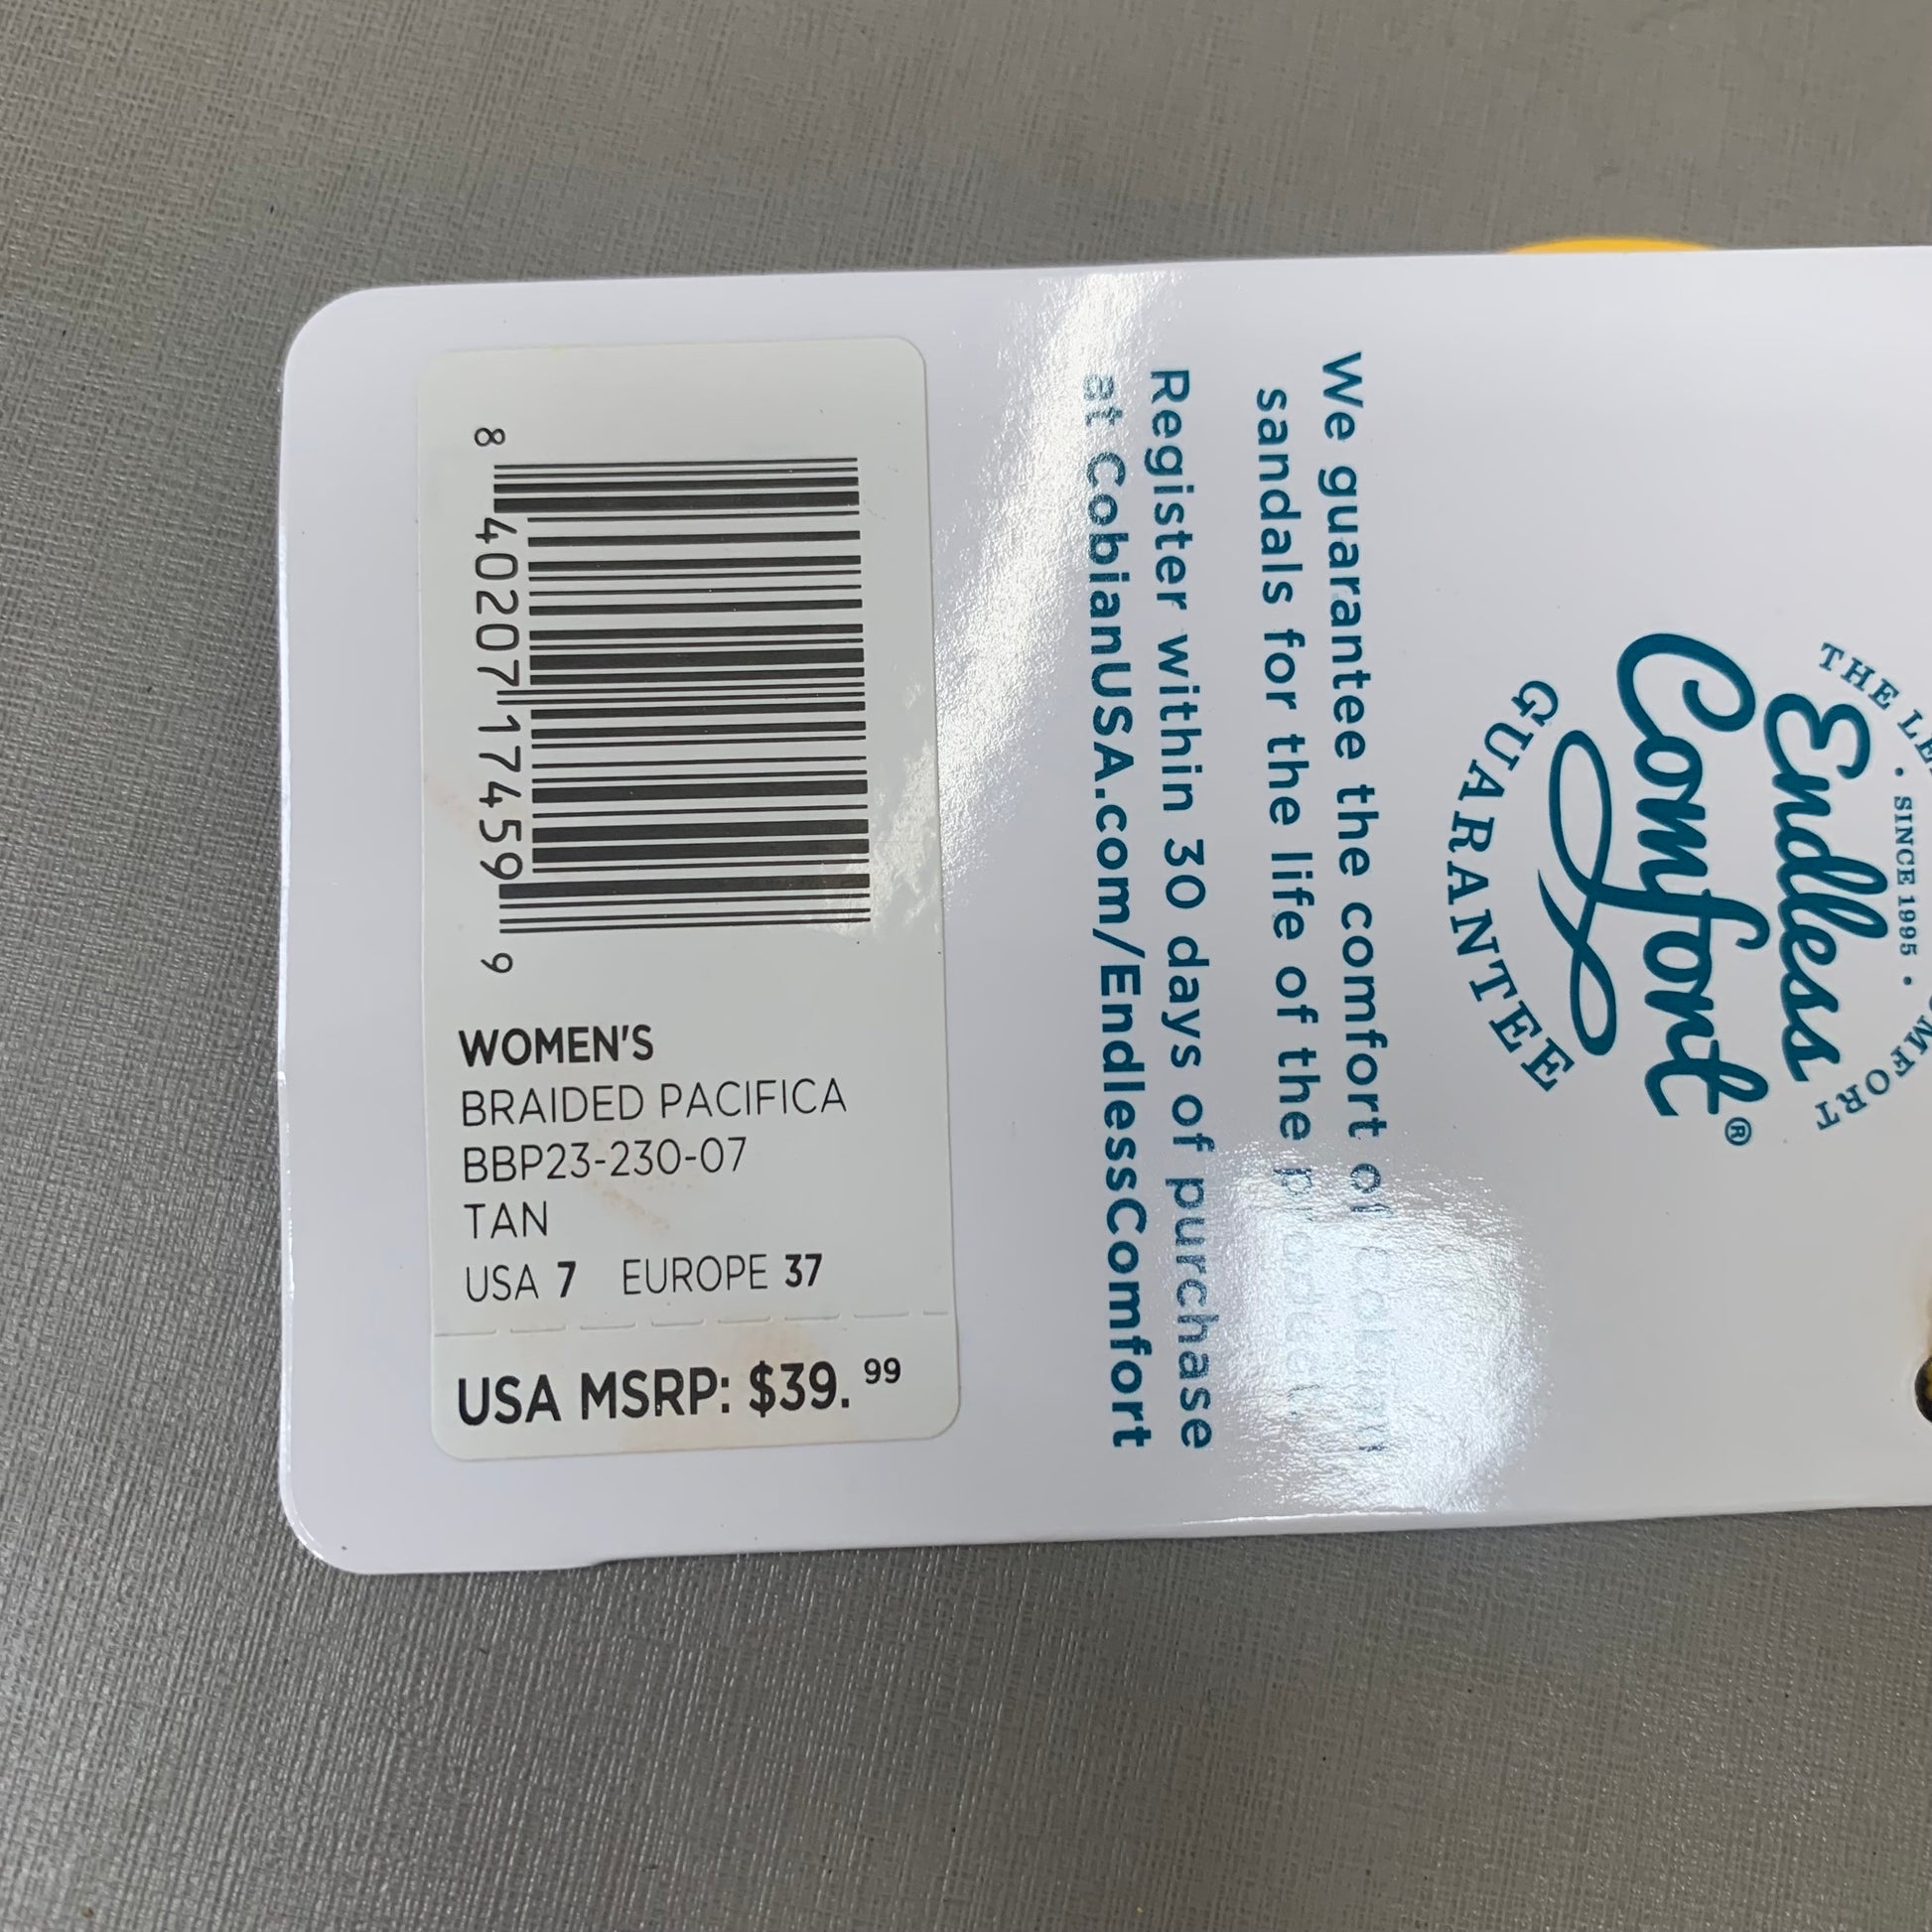 8 40207 17459 9
WOMEN'S
BRAIDED PACIFICA
BBP23-230-07
TAN
USA 7 EUROPE 37
USA MSRP: $39.99
THE
· SINCE 1995 ·
Endless
Comfort®
GUARANTEE
We guarantee the comfort of
sandals for the life of the product.
Register within 30 days of purchase
at CobianUSA.com/EndlessComfort